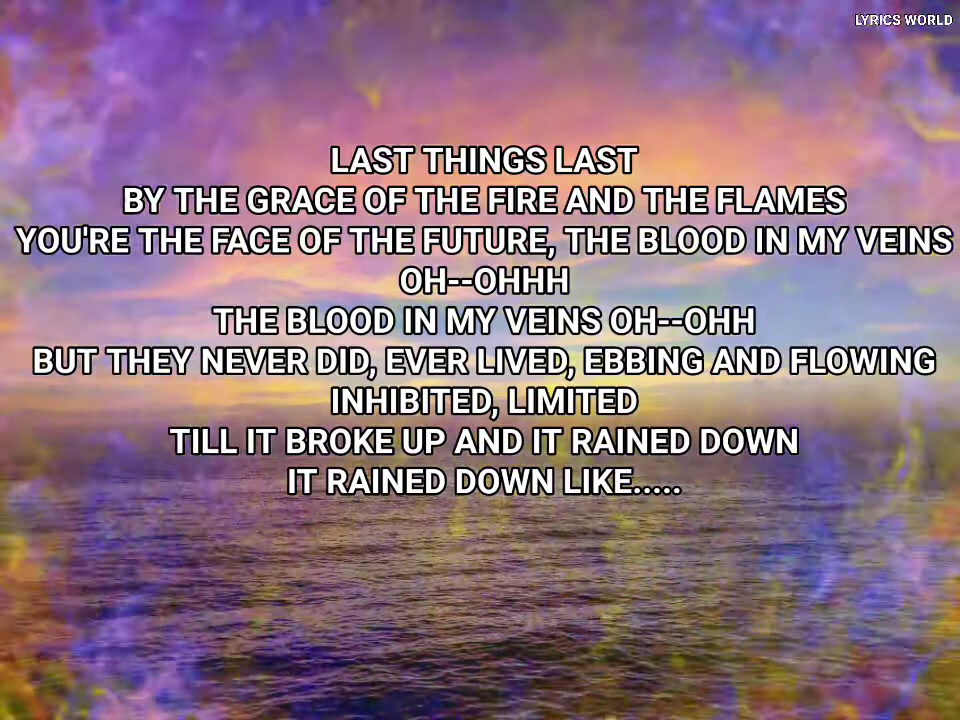 LYRICS WORLD
LAST THINGS LAST
BY THE GRACE OF THE FIRE AND THE FLAMES
YOU'RE THE FACE OF THE FUTURE, THE BLOOD IN MY VEINS
OH--OHHH
THE BLOOD IN MY VEINS OH--OHH
BUT THEY NEVER DID, EVER LIVED, EBBING AND FLOWING
INHIBITED, LIMITED
TILL IT BROKE UP AND IT RAINED DOWN
IT RAINED DOWN LIKE.....